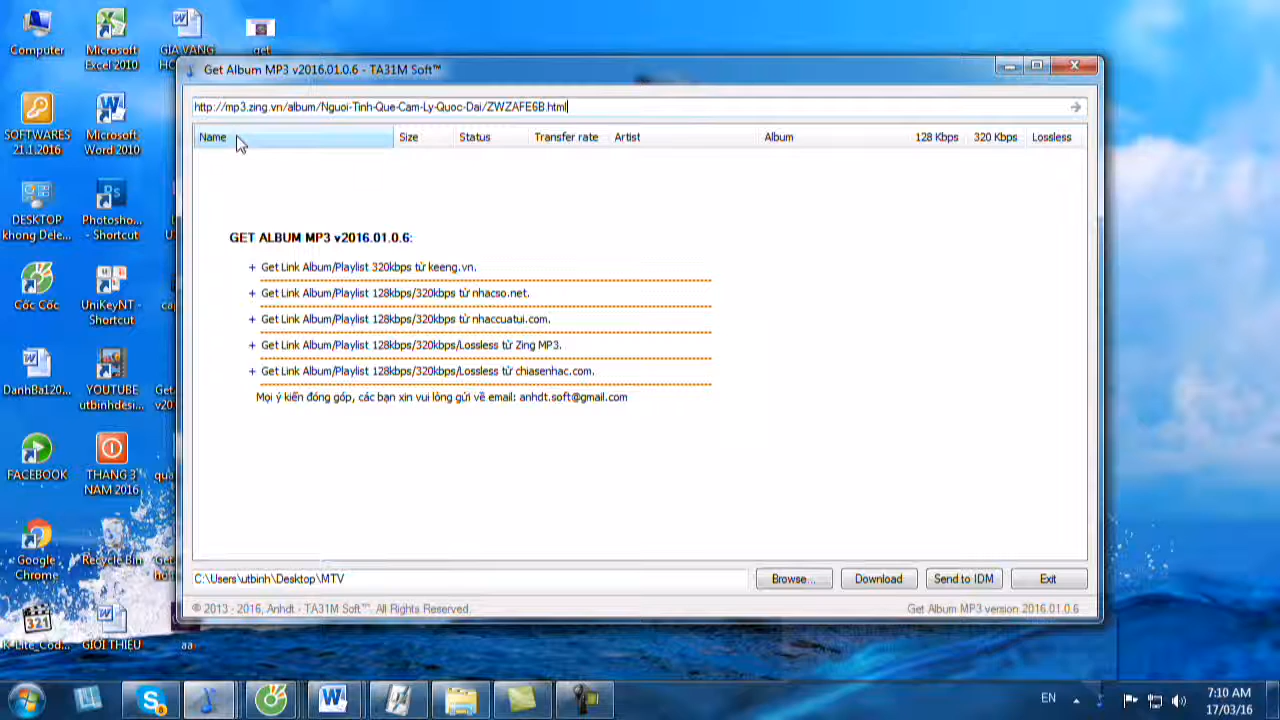 Computer
Microsoft
Excel 2010
GIA VANG
get
Get Album MP3 v2016.01.0.6 - TA31M Soft™
http://mp3.zing.vn/album/Nguoi-Tinh-Que-Cam-Ly-Quoc-Dai/ZWZAFE6B.html
Name Size Status Transfer rate Artist Album 128 Kbps 320 Kbps Lossless
SOFTWARES
21.1.2016
Microsoft
Word 2010
DESKTOP
khong Dele...
Photosho...
- Shortcut
GET ALBUM MP3 v2016.01.0.6:
+ Get Link Album/Playlist 320kbps từ keeng.vn.
+ Get Link Album/Playlist 128kbps/320kbps từ nhacso.net.
+ Get Link Album/Playlist 128kbps/320kbps từ nhaccuatui.com.
+ Get Link Album/Playlist 128kbps/320kbps/Lossless từ Zing MP3.
+ Get Link Album/Playlist 128kbps/320kbps/Lossless từ chiasenhac.com.
Mọi ý kiến đóng góp, các bạn xin vui lòng gửi về email: anhdt.soft@gmail.com
Cốc Cốc
UniKeyNT -
Shortcut
DanhBa120...
YOUTUBE
utbinhdesi...
FACEBOOK
THANG 3
NAM 2016
Google
Chrome
Recycle Bin
321
K-Lite_Cod...
GIOI THIEU
aa
C:\Users\utbinh\Desktop\MTV
Browse... Download Send to IDM Exit
© 2013 - 2016, Anhdt - TA31M Soft™. All Rights Reserved.
Get Album MP3 version 2016.01.0.6
EN
7:10 AM
17/03/16